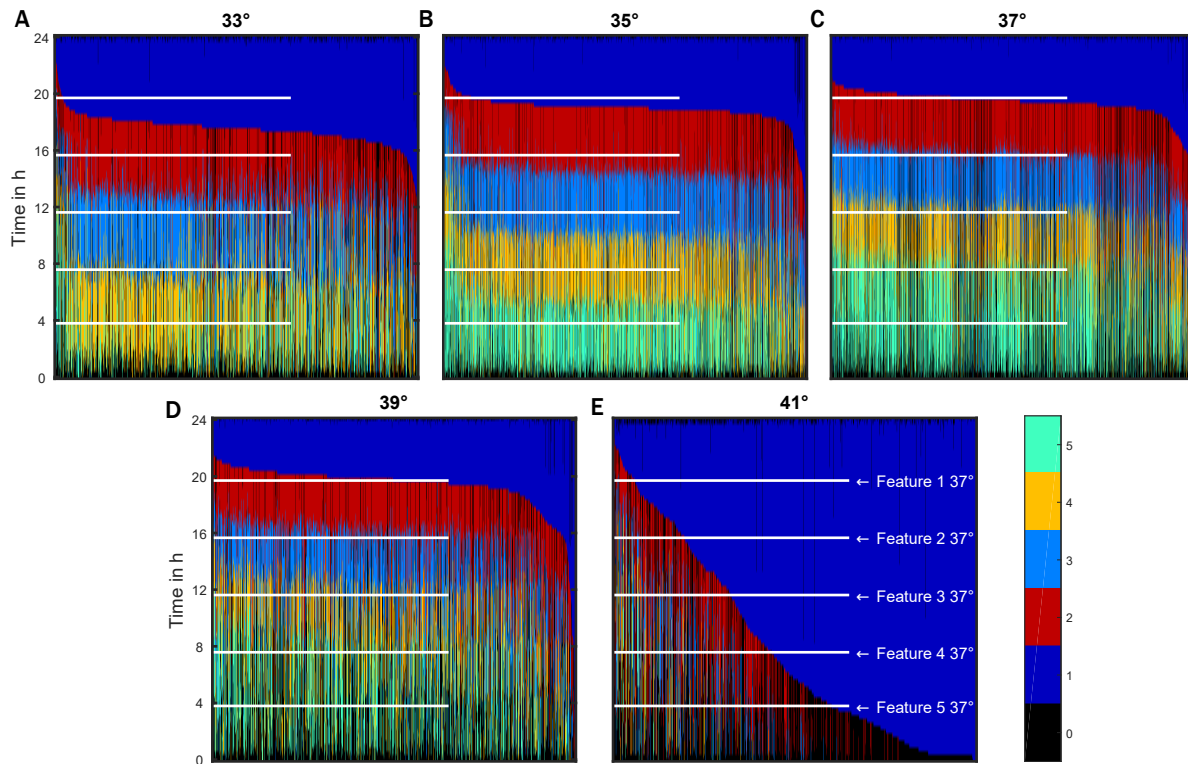 A 33° B 35° C 37°
24
20
16
12
8
4
0
Time in h
D 39° E 41°
24
20
16
12
8
4
0
Time in h
← Feature 1 37°
← Feature 2 37°
← Feature 3 37°
← Feature 4 37°
← Feature 5 37°
5
4
3
2
1
0